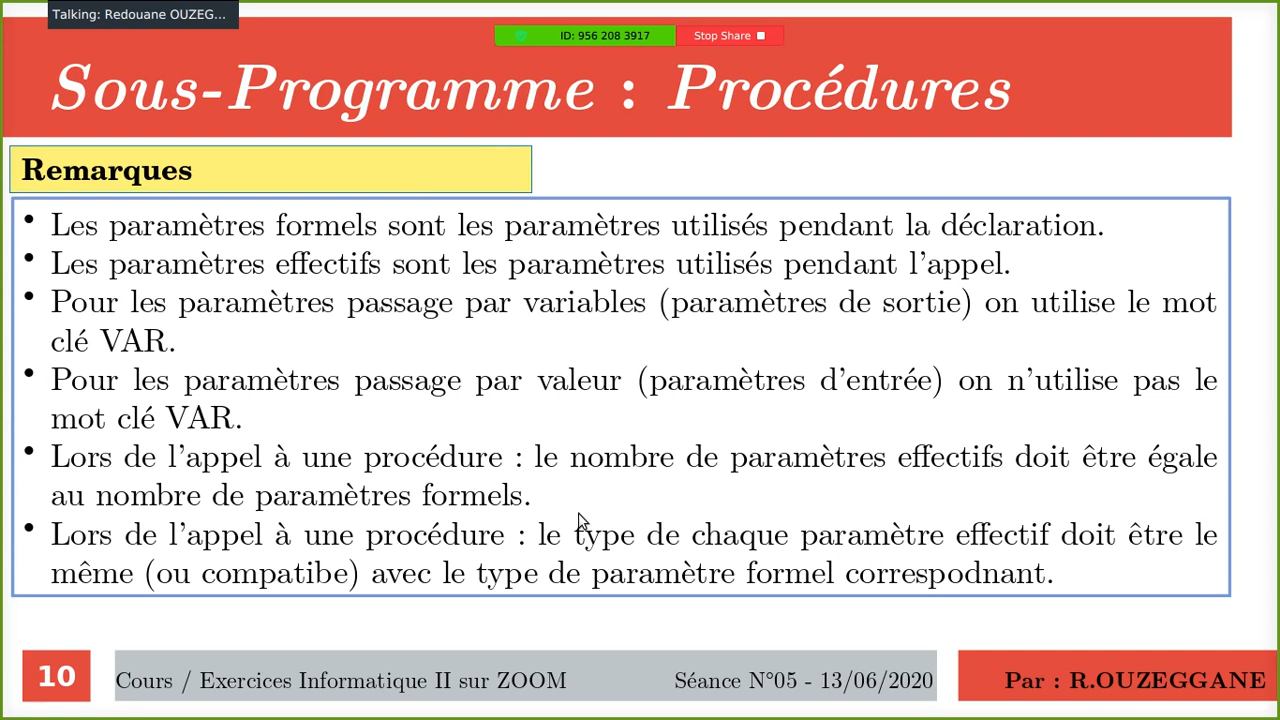 Talking: Redouane OUZEG...
ID: 956 208 3917
Stop Share
Sous-Programme : Procédures
Remarques
• Les paramètres formels sont les paramètres utilisés pendant la déclaration.
• Les paramètres effectifs sont les paramètres utilisés pendant l'appel.
• Pour les paramètres passage par variables (paramètres de sortie) on utilise le mot
clé VAR.
• Pour les paramètres passage par valeur (paramètres d'entrée) on n'utilise pas le
mot clé VAR.
• Lors de l'appel à une procédure : le nombre de paramètres effectifs doit être égale
au nombre de paramètres formels.
• Lors de l'appel à une procédure : le type de chaque paramètre effectif doit être le
même (ou compatibe) avec le type de paramètre formel correspodnant.
10
Cours / Exercices Informatique II sur ZOOM
Séance N°05 - 13/06/2020
Par : R.OUZEGGANE